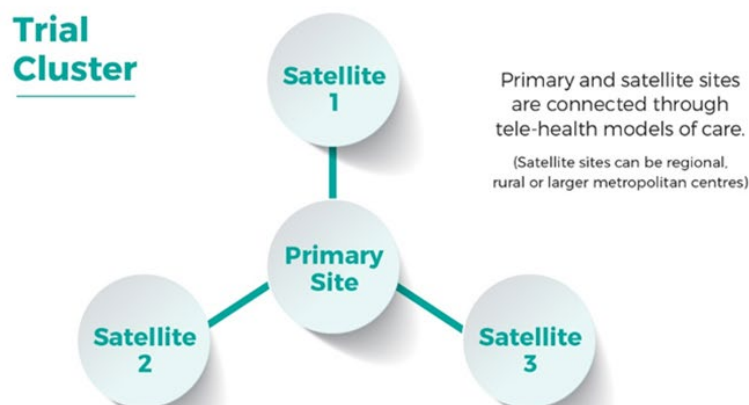 Trial
Cluster
Satellite
1
Primary and satellite sites
are connected through
tele-health models of care.
(Satellite sites can be regional,
rural or larger metropolitan centres)
Primary
Site
Satellite
2
Satellite
3